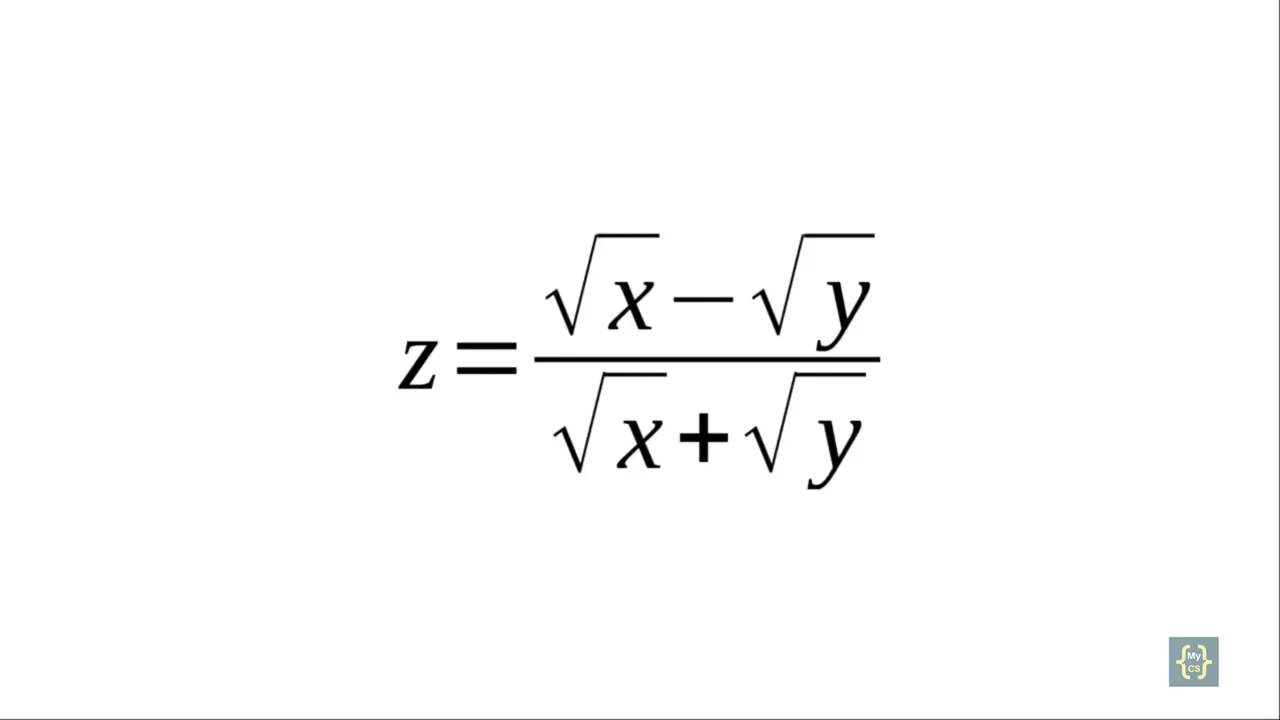 z = (√x − √y) / (√x + √y)
{My
cs}